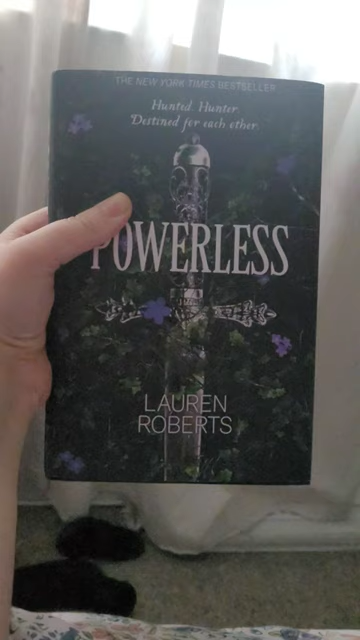 THE NEW YORK TIMES BESTSELLER
Hunted. Hunter.
Destined for each other.
POWERLESS
LAUREN
ROBERTS